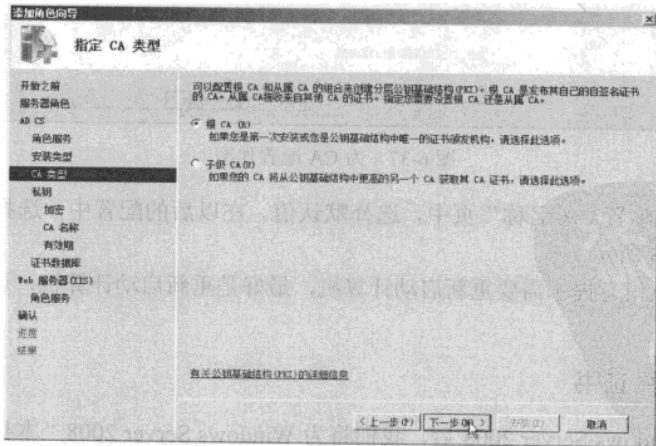 添加角色向导
指定 CA 类型
开始之前
服务器角色
AD CS
角色服务
安装类型
CA 类型
私钥
加密
CA 名称
有效期
证书数据库
Web 服务器(IIS)
角色服务
确认
进度
结果
可以配置根 CA 和从属 CA 的组合来创建分层公钥基础结构(PKI)。根 CA 是发布其自己的自签名证书
的 CA。从属 CA接收来自其他 CA 的证书。指定您需要设置根 CA 还是从属 CA。
根 CA (R)
如果您是第一次安装或您是公钥基础结构中唯一的证书颁发机构，请选择此选项。
子级 CA(U)
如果您的 CA 将从公钥基础结构中更高的另一个 CA 获取其 CA 证书，请选择此选项。
有关公钥基础结构(PKI)的详细信息
<上一步(P) 下一步(N)> 安装(I) 取消